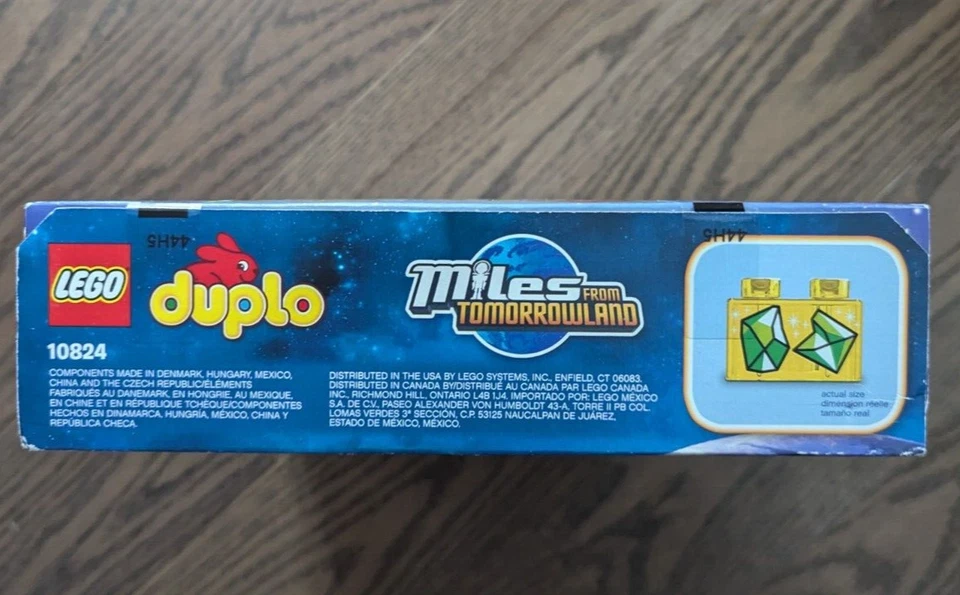 44H5
44H5
LEGO
duplo
Miles FROM
TOMORROWLAND
10824
COMPONENTS MADE IN DENMARK, HUNGARY, MEXICO,
CHINA AND THE CZECH REPUBLIC/ÉLÉMENTS
FABRIQUÉS AU DANEMARK, EN HONGRIE, AU MEXIQUE,
EN CHINE ET EN RÉPUBLIQUE TCHÈQUE/COMPONENTES
HECHOS EN DINAMARCA, HUNGRÍA, MÉXICO, CHINA Y
REPÚBLICA CHECA.
DISTRIBUTED IN THE USA BY LEGO SYSTEMS, INC., ENFIELD, CT 06083.
DISTRIBUTED IN CANADA BY/DISTRIBUÉ AU CANADA PAR LEGO CANADA
INC., RICHMOND HILL, ONTARIO L4B 1J4. IMPORTADO POR: LEGO MÉXICO
S.A. DE C.V. PASEO ALEXANDER VON HUMBOLDT 43-A, TORRE II PB COL.
LOMAS VERDES 3ª SECCIÓN, C.P. 53125 NAUCALPAN DE JUÁREZ,
ESTADO DE MÉXICO, MÉXICO.
actual size
dimension réelle
tamaño real